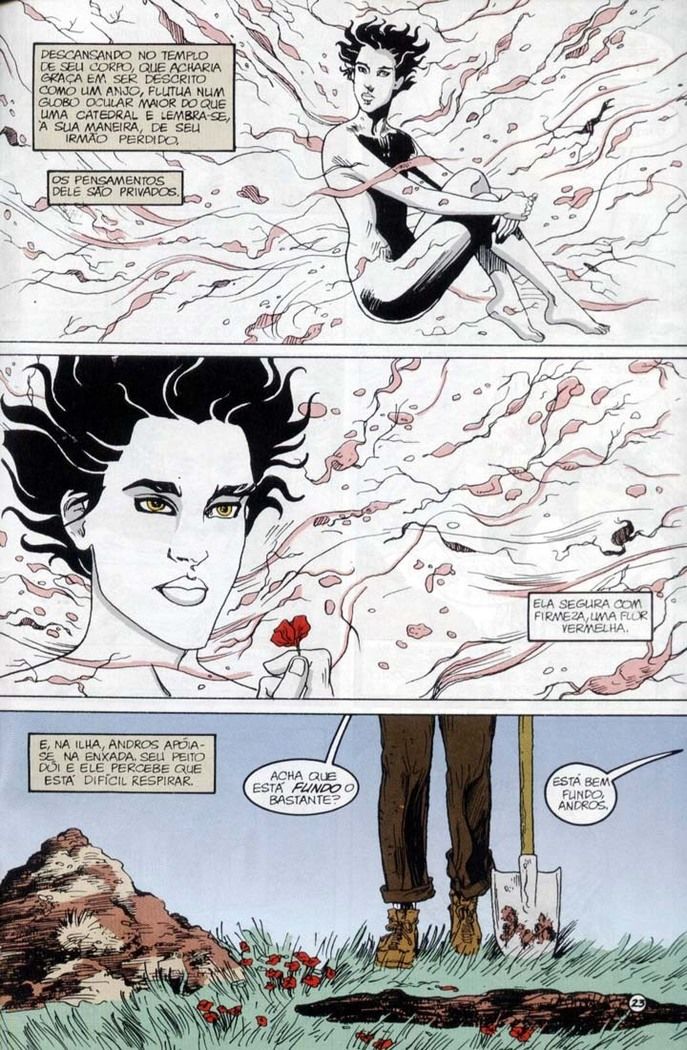 DESCANSANDO NO TEMPLO
DE SEU CORPO, QUE ACHARIA
GRAÇA EM SER DESCRITO
COMO UM ANJO, FLUTUA NUM
GLOBO OCULAR MAIOR DO QUE
UMA CATEDRAL E LEMBRA-SE,
À SUA MANEIRA, DE SEU
IRMÃO PERDIDO.
OS PENSAMENTOS
DELE SÃO PRIVADOS.
ELA SEGURA COM
FIRMEZA, UMA FLOR
VERMELHA.
E, NA ILHA, ANDROS APÓIA-
SE NA ENXADA. SEU PEITO
DÓI E ELE PERCEBE QUE
ESTÁ DIFÍCIL RESPIRAR.
ACHA QUE
ESTÁ FUNDO O
BASTANTE?
ESTÁ BEM
FUNDO,
ANDROS.
23